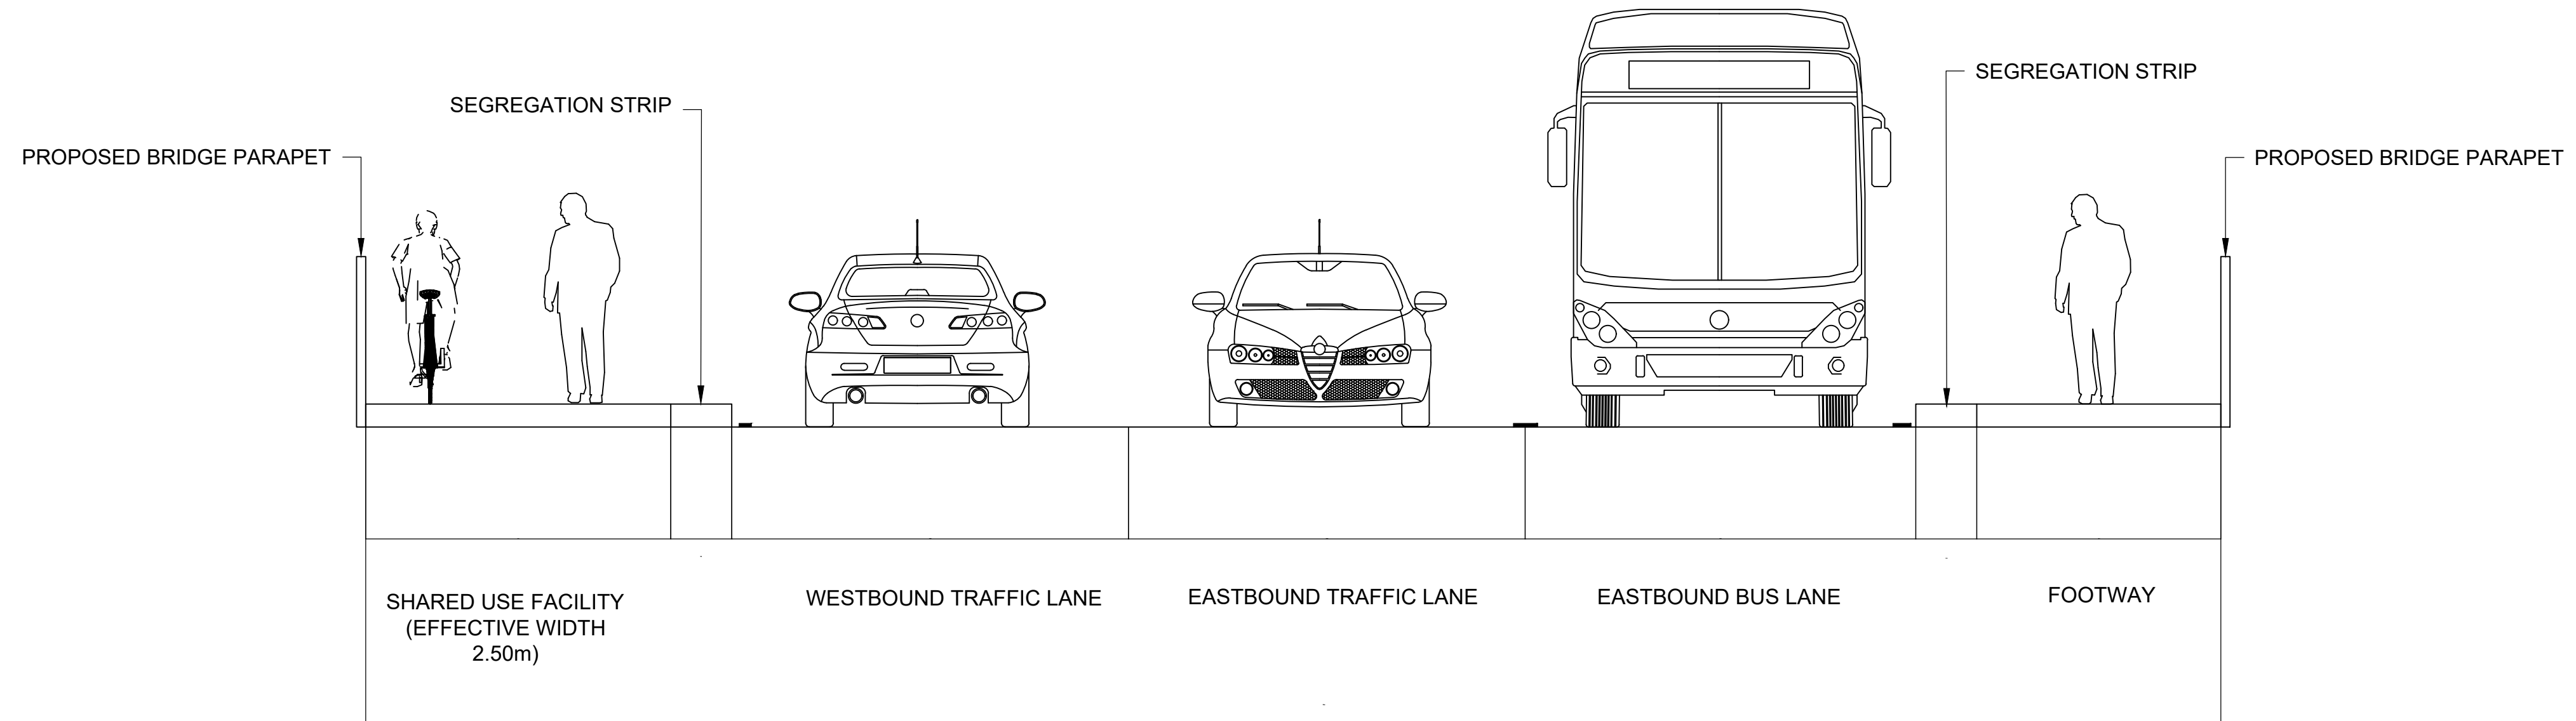 SEGREGATION STRIP
SEGREGATION STRIP
PROPOSED BRIDGE PARAPET
PROPOSED BRIDGE PARAPET
SHARED USE FACILITY
(EFFECTIVE WIDTH
2.50m)
WESTBOUND TRAFFIC LANE
EASTBOUND TRAFFIC LANE
EASTBOUND BUS LANE
FOOTWAY